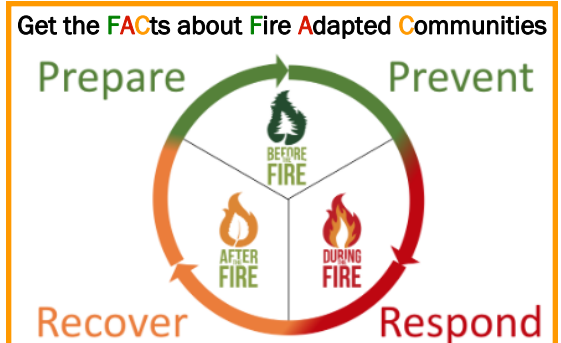 Get the FACts about Fire Adapted Communities
Prepare
Prevent
BEFORE
THE
FIRE
AFTER
THE
FIRE
DURING
THE
FIRE
Recover
Respond